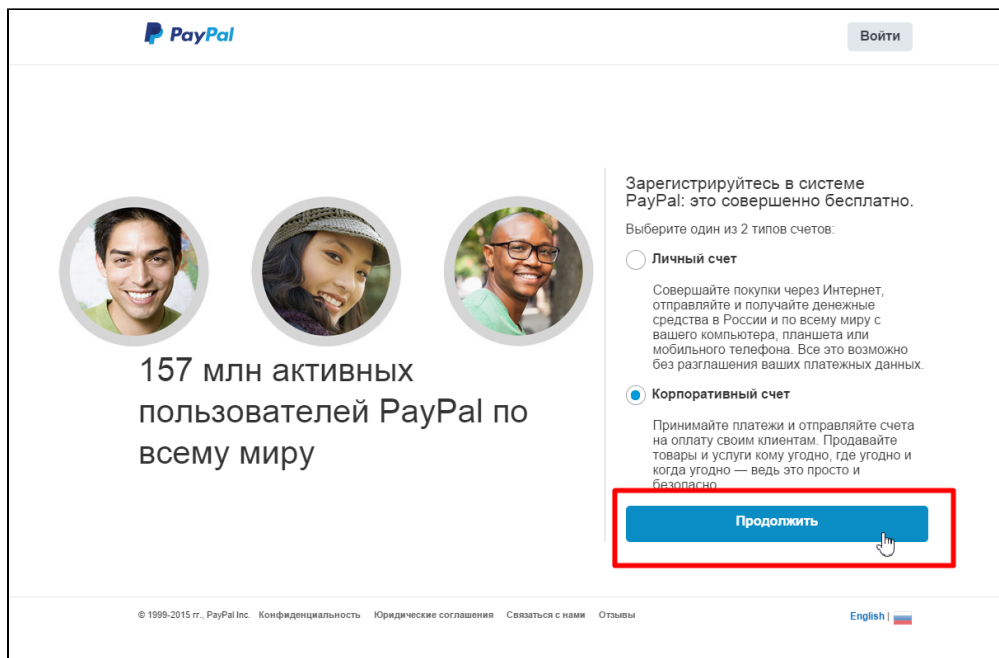 PayPal
Войти
Зарегистрируйтесь в системе
PayPal: это совершенно бесплатно.
Выберите один из 2 типов счетов:
Личный счет
Совершайте покупки через Интернет,
отправляйте и получайте денежные
средства в России и по всему миру с
вашего компьютера, планшета или
мобильного телефона. Все это возможно
без разглашения ваших платежных данных.
Корпоративный счет
Принимайте платежи и отправляйте счета
на оплату своим клиентам. Продавайте
товары и услуги кому угодно, где угодно и
когда угодно — ведь это просто и
безопасно
Продолжить
157 млн активных
пользователей PayPal по
всему миру
© 1999-2015 гг., PayPal Inc. Конфиденциальность Юридические соглашения Связаться с нами Отзывы
English |